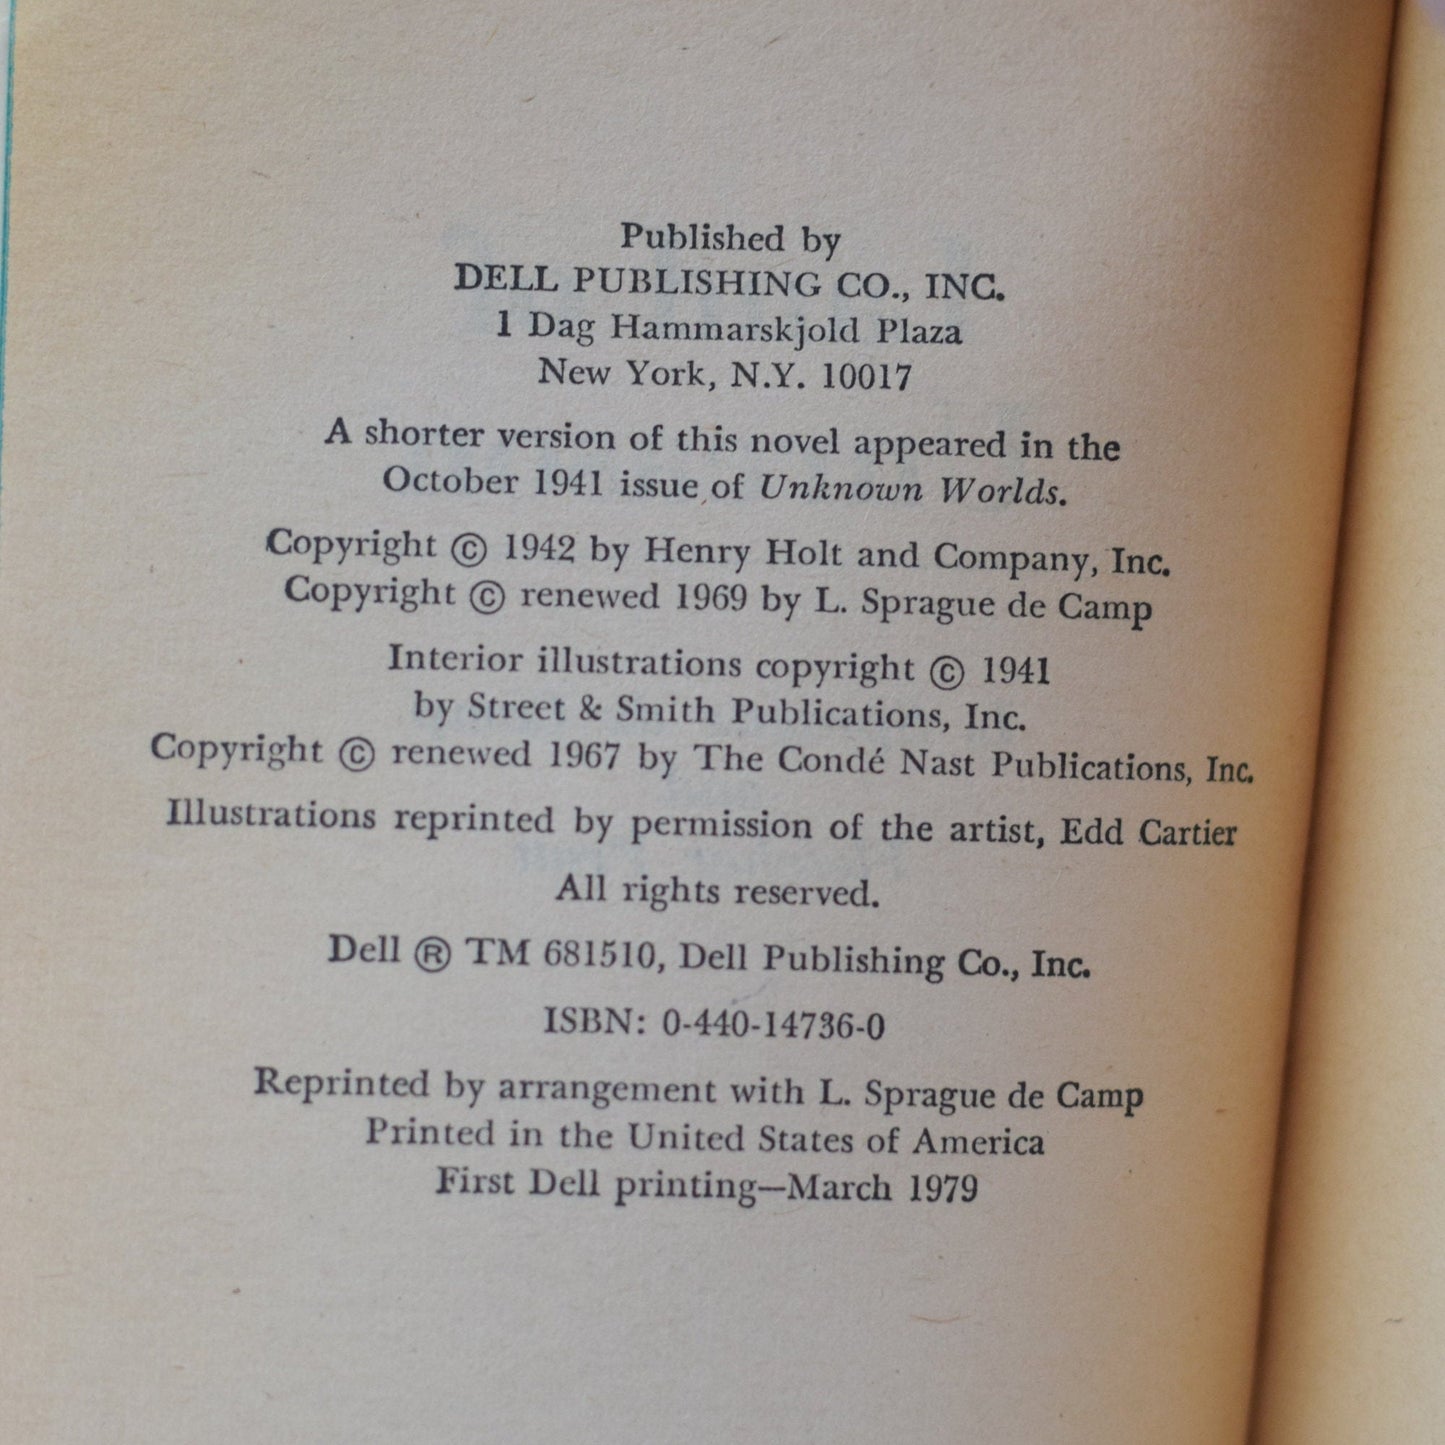 Published by
DELL PUBLISHING CO., INC.
1 Dag Hammarskjold Plaza
New York, N.Y. 10017
A shorter version of this novel appeared in the
October 1941 issue of Unknown Worlds.
Copyright © 1942 by Henry Holt and Company, Inc.
Copyright © renewed 1969 by L. Sprague de Camp
Interior illustrations copyright © 1941
by Street & Smith Publications, Inc.
Copyright © renewed 1967 by The Condé Nast Publications, Inc.
Illustrations reprinted by permission of the artist, Edd Cartier
All rights reserved.
Dell ® TM 681510, Dell Publishing Co., Inc.
ISBN: 0-440-14736-0
Reprinted by arrangement with L. Sprague de Camp
Printed in the United States of America
First Dell printing—March 1979